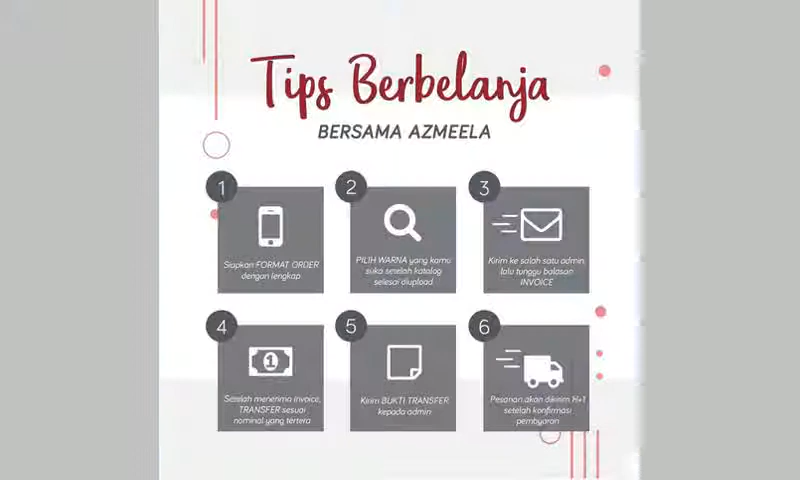 Tips Berbelanja
BERSAMA AZMEELA
1
Siapkan FORMAT ORDER
dengan lengkap
2
PILIH WARNA yang kamu
suka setelah katalog
selesai diupload
3
Kirim ke salah satu admin
lalu tunggu balasan
INVOICE
4
Setelah menerima invoice,
TRANSFER sesuai
nominal yang tertera
5
Kirim BUKTI TRANSFER
kepada admin
6
Pesanan akan dikirim H+1
setelah konfirmasi
pembyaran